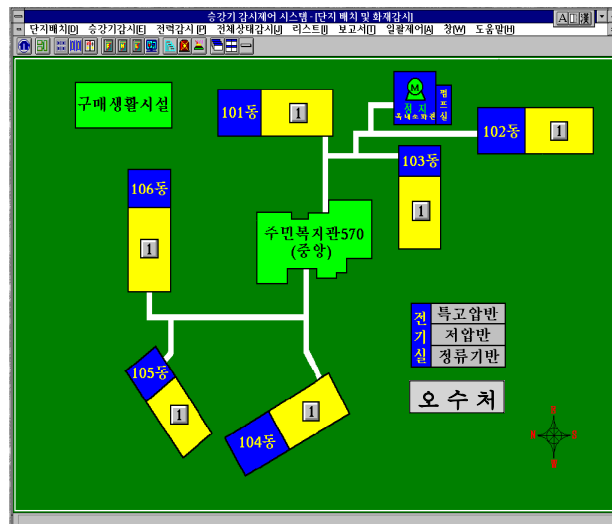 승강기 감시제어 시스템 - [단지 배치 및 화재감시]
단지배치[D] 승강기감시[E] 전력감시[P] 전체상태감시[J] 리스트[I] 보고서[T] 일괄제어[A] 창[W] 도움말[H]
구매생활시설
101동 1
M
정지
옥내소화전
펌프실
102동 1
103동
1
106동
1
주민복지관570
(중앙)
전기실
특고압반
저압반
정류기반
105동
1
104동 1
오수처